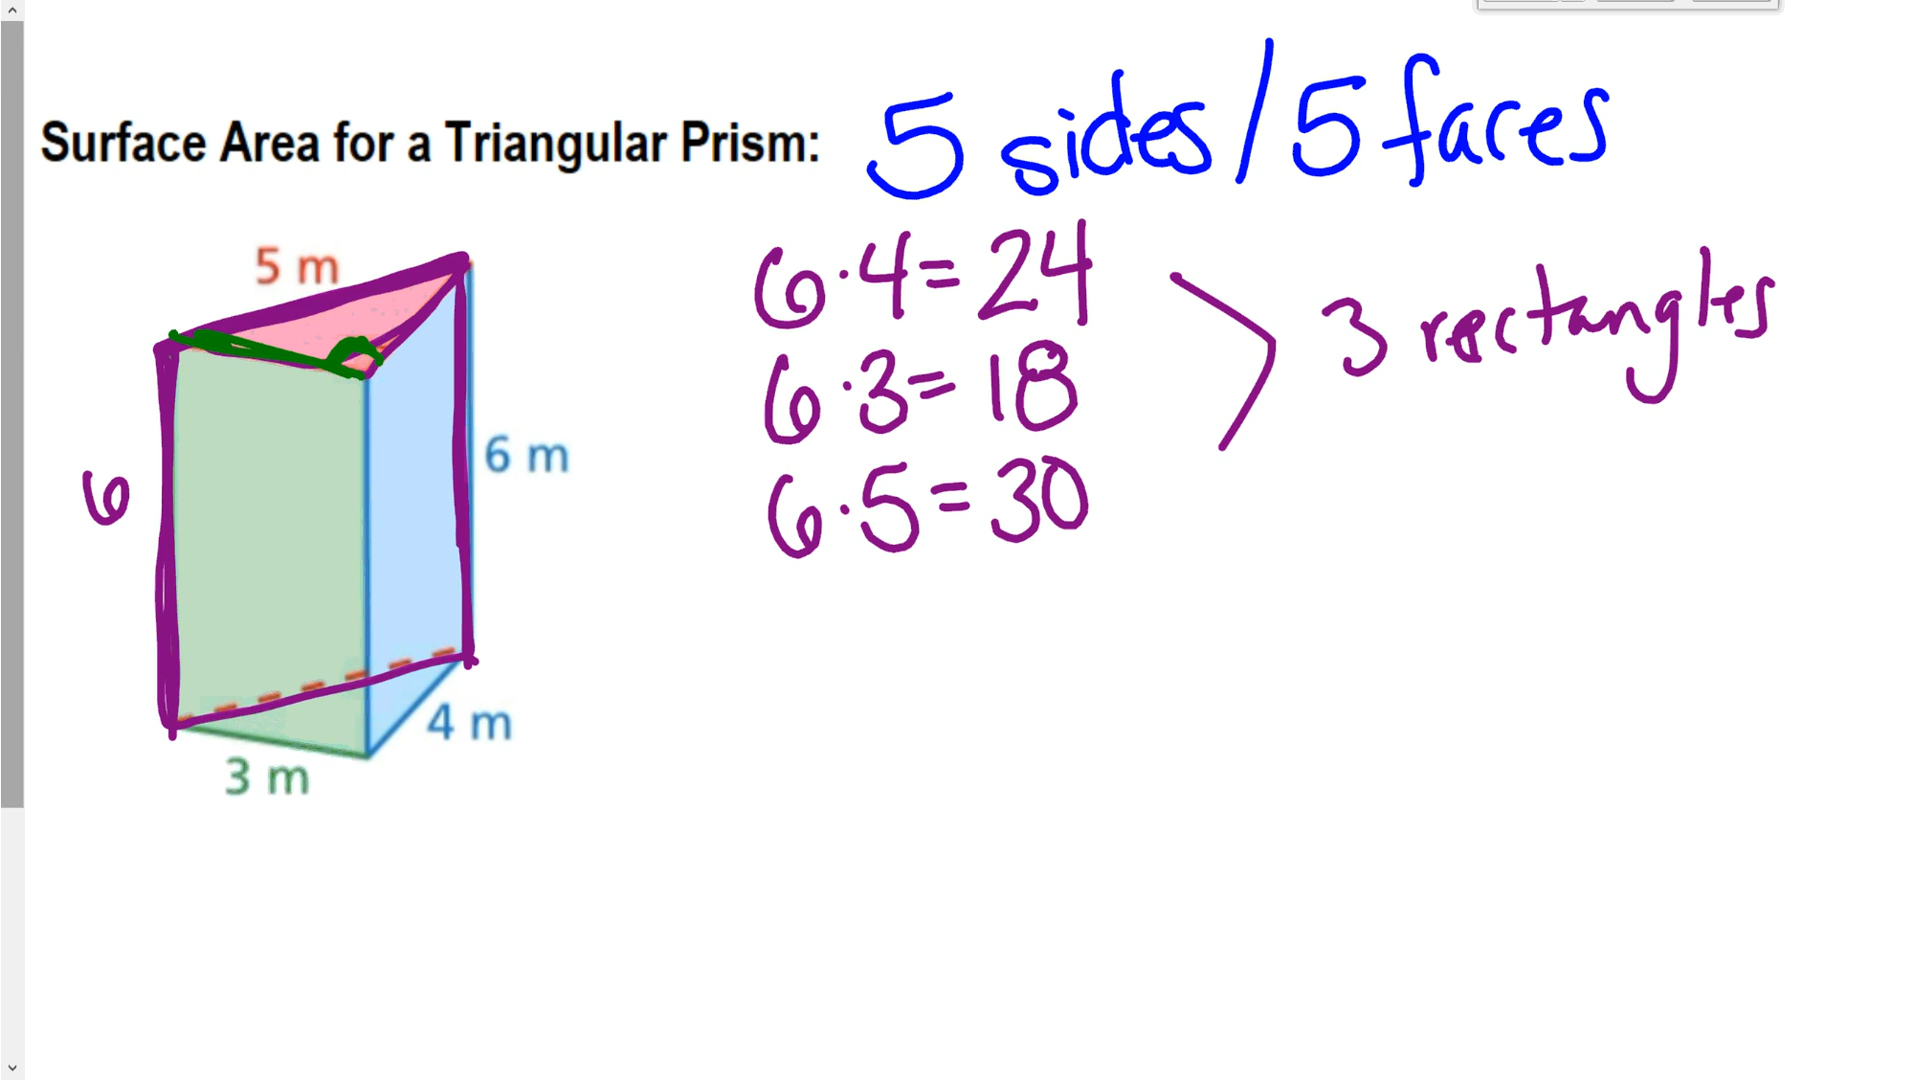 Surface Area for a Triangular Prism: 5 sides/5 faces
5 m
6 m
6
4 m
3 m
6·4=24
6·3=18
6·5=30
3 rectangles